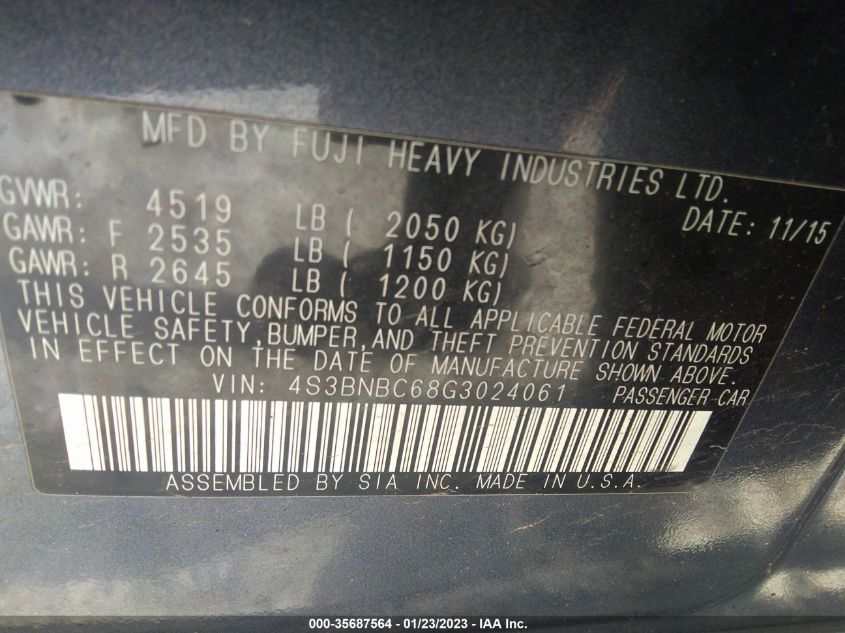 MFD BY FUJI HEAVY INDUSTRIES LTD.
GVWR: 4519 LB ( 2050 KG) DATE: 11/15
GAWR: F 2535 LB ( 1150 KG)
GAWR: R 2645 LB ( 1200 KG)
THIS VEHICLE CONFORMS TO ALL APPLICABLE FEDERAL MOTOR
VEHICLE SAFETY, BUMPER, AND THEFT PREVENTION STANDARDS
IN EFFECT ON THE DATE OF MANUFACTURE SHOWN ABOVE.
VIN: 4S3BNBC68G3024061 PASSENGER CAR
ASSEMBLED BY SIA INC. MADE IN U.S.A.
000-35687564 - 01/23/2023 - IAA Inc.